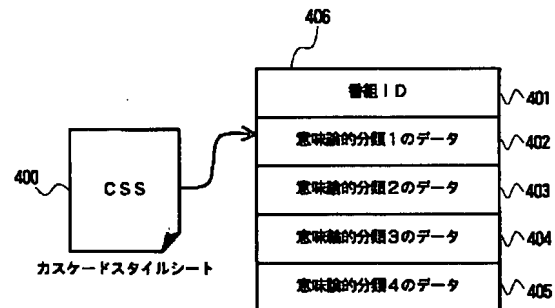 406
番組ID
401
意味論的分類1のデータ
402
400
CSS
意味論的分類2のデータ
403
意味論的分類3のデータ
404
カスケードスタイルシート
意味論的分類4のデータ
405